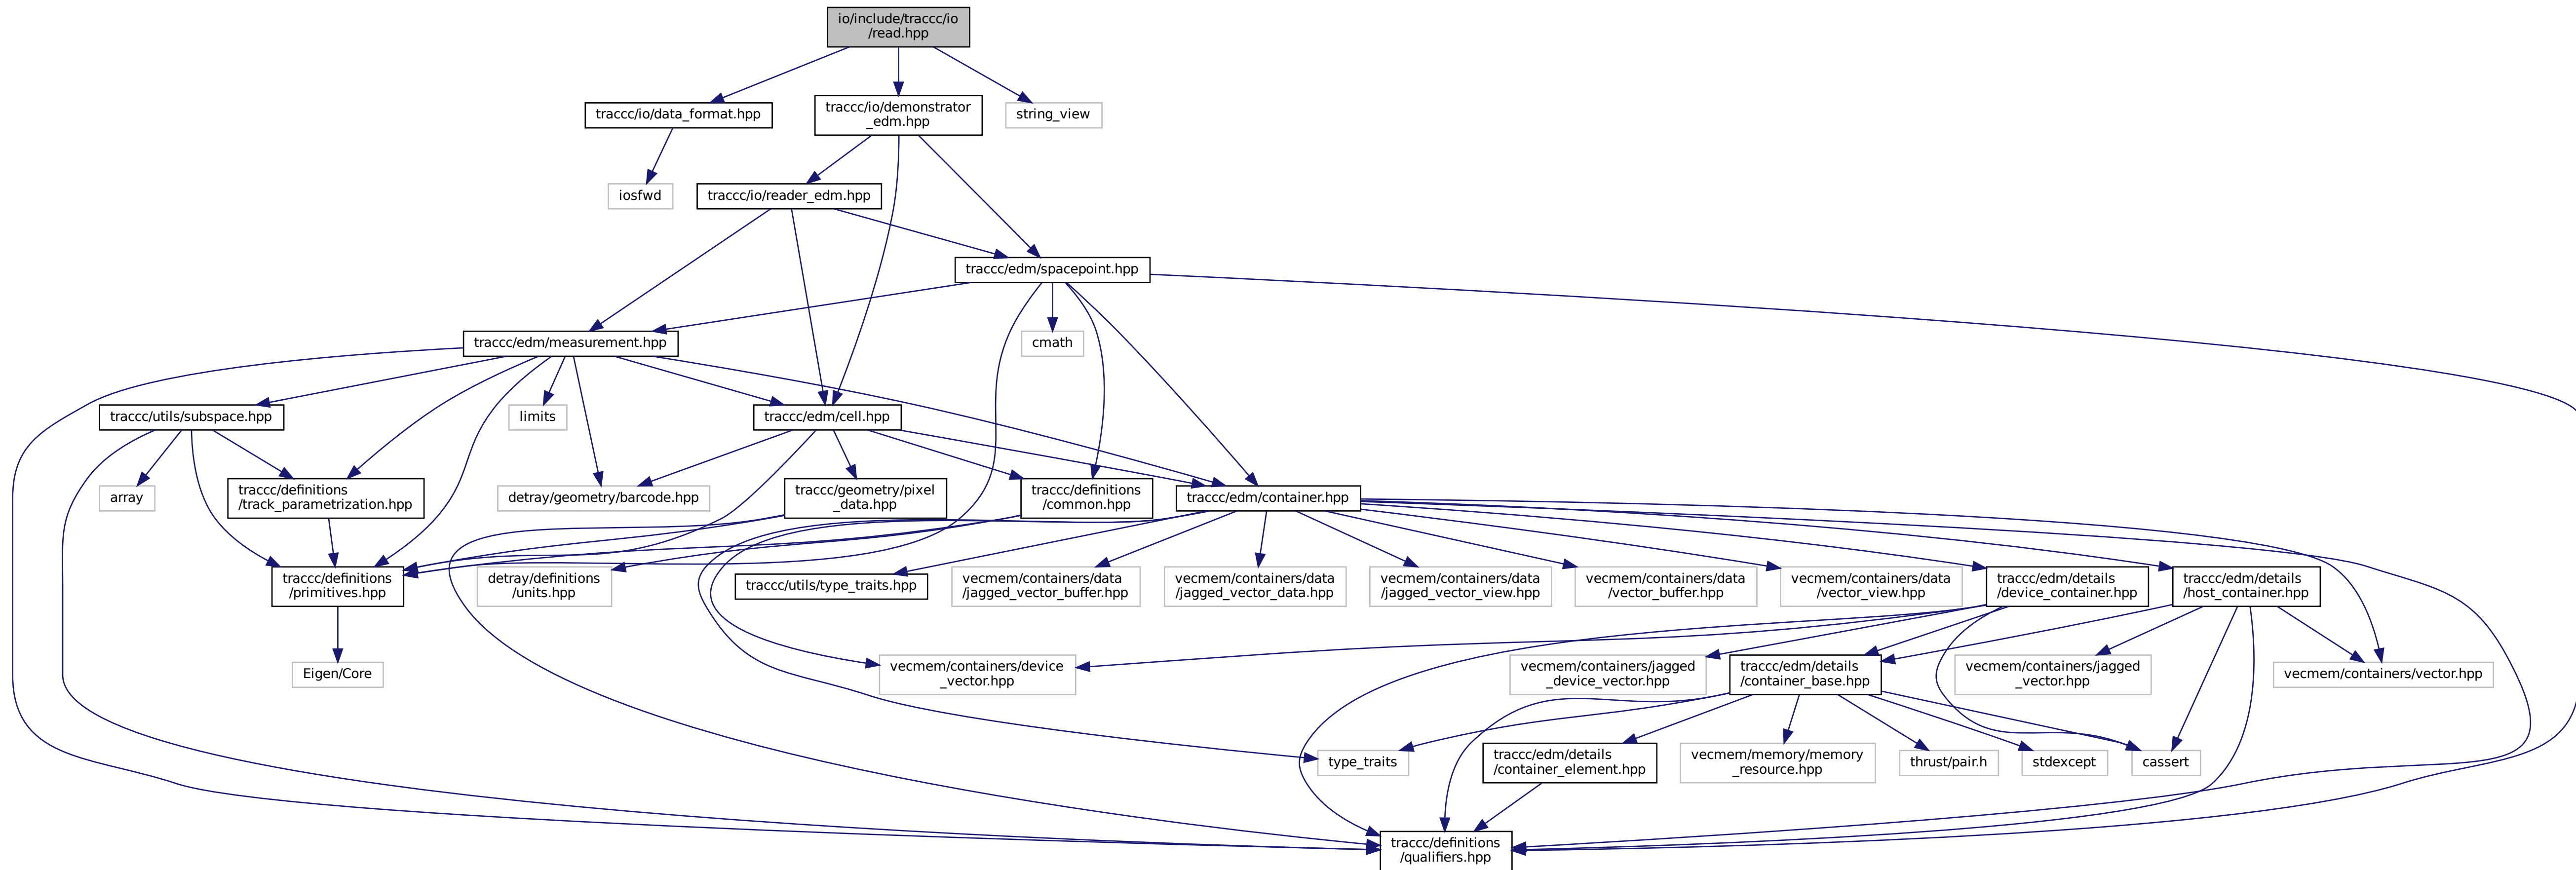 io/include/traccc/io
/read.hpp
traccc/io/data_format.hpp
traccc/io/demonstrator
_edm.hpp
string_view
iosfwd
traccc/io/reader_edm.hpp
traccc/edm/spacepoint.hpp
traccc/edm/measurement.hpp
cmath
traccc/utils/subspace.hpp
limits
traccc/edm/cell.hpp
array
traccc/definitions
/track_parametrization.hpp
detray/geometry/barcode.hpp
traccc/geometry/pixel
_data.hpp
traccc/definitions
/common.hpp
traccc/edm/container.hpp
traccc/definitions
/primitives.hpp
detray/definitions
/units.hpp
traccc/utils/type_traits.hpp
vecmem/containers/data
/jagged_vector_buffer.hpp
vecmem/containers/data
/jagged_vector_data.hpp
vecmem/containers/data
/jagged_vector_view.hpp
vecmem/containers/data
/vector_buffer.hpp
vecmem/containers/data
/vector_view.hpp
traccc/edm/details
/device_container.hpp
traccc/edm/details
/host_container.hpp
Eigen/Core
vecmem/containers/device
_vector.hpp
vecmem/containers/jagged
_device_vector.hpp
traccc/edm/details
/container_base.hpp
vecmem/containers/jagged
_vector.hpp
vecmem/containers/vector.hpp
type_traits
traccc/edm/details
/container_element.hpp
vecmem/memory/memory
_resource.hpp
thrust/pair.h
stdexcept
cassert
traccc/definitions
/qualifiers.hpp